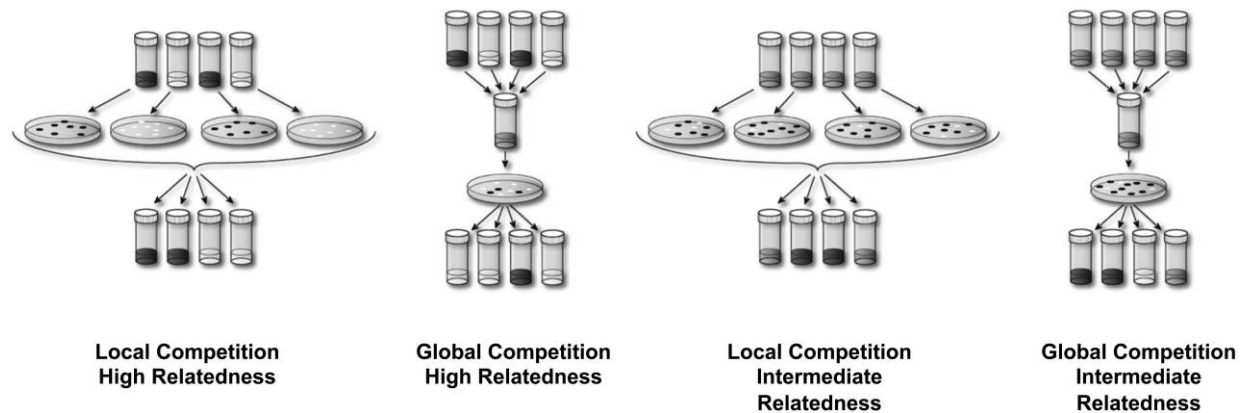 Local Competition
High Relatedness
Global Competition
High Relatedness
Local Competition
Intermediate
Relatedness
Global Competition
Intermediate
Relatedness